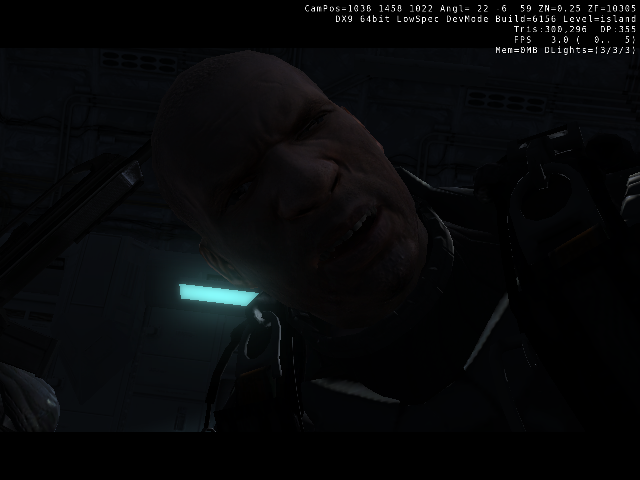 CamPos=1038 1458 1022 Angl= 22 -6 -59 ZN=0.25 ZF=10305
DX9 64bit LowSpec DevMode Build=6156 Level=island
Tris:300,296 DP:355
FPS 3.0 ( 0.. 5)
Mem=0MB DLights=(3/3/3)